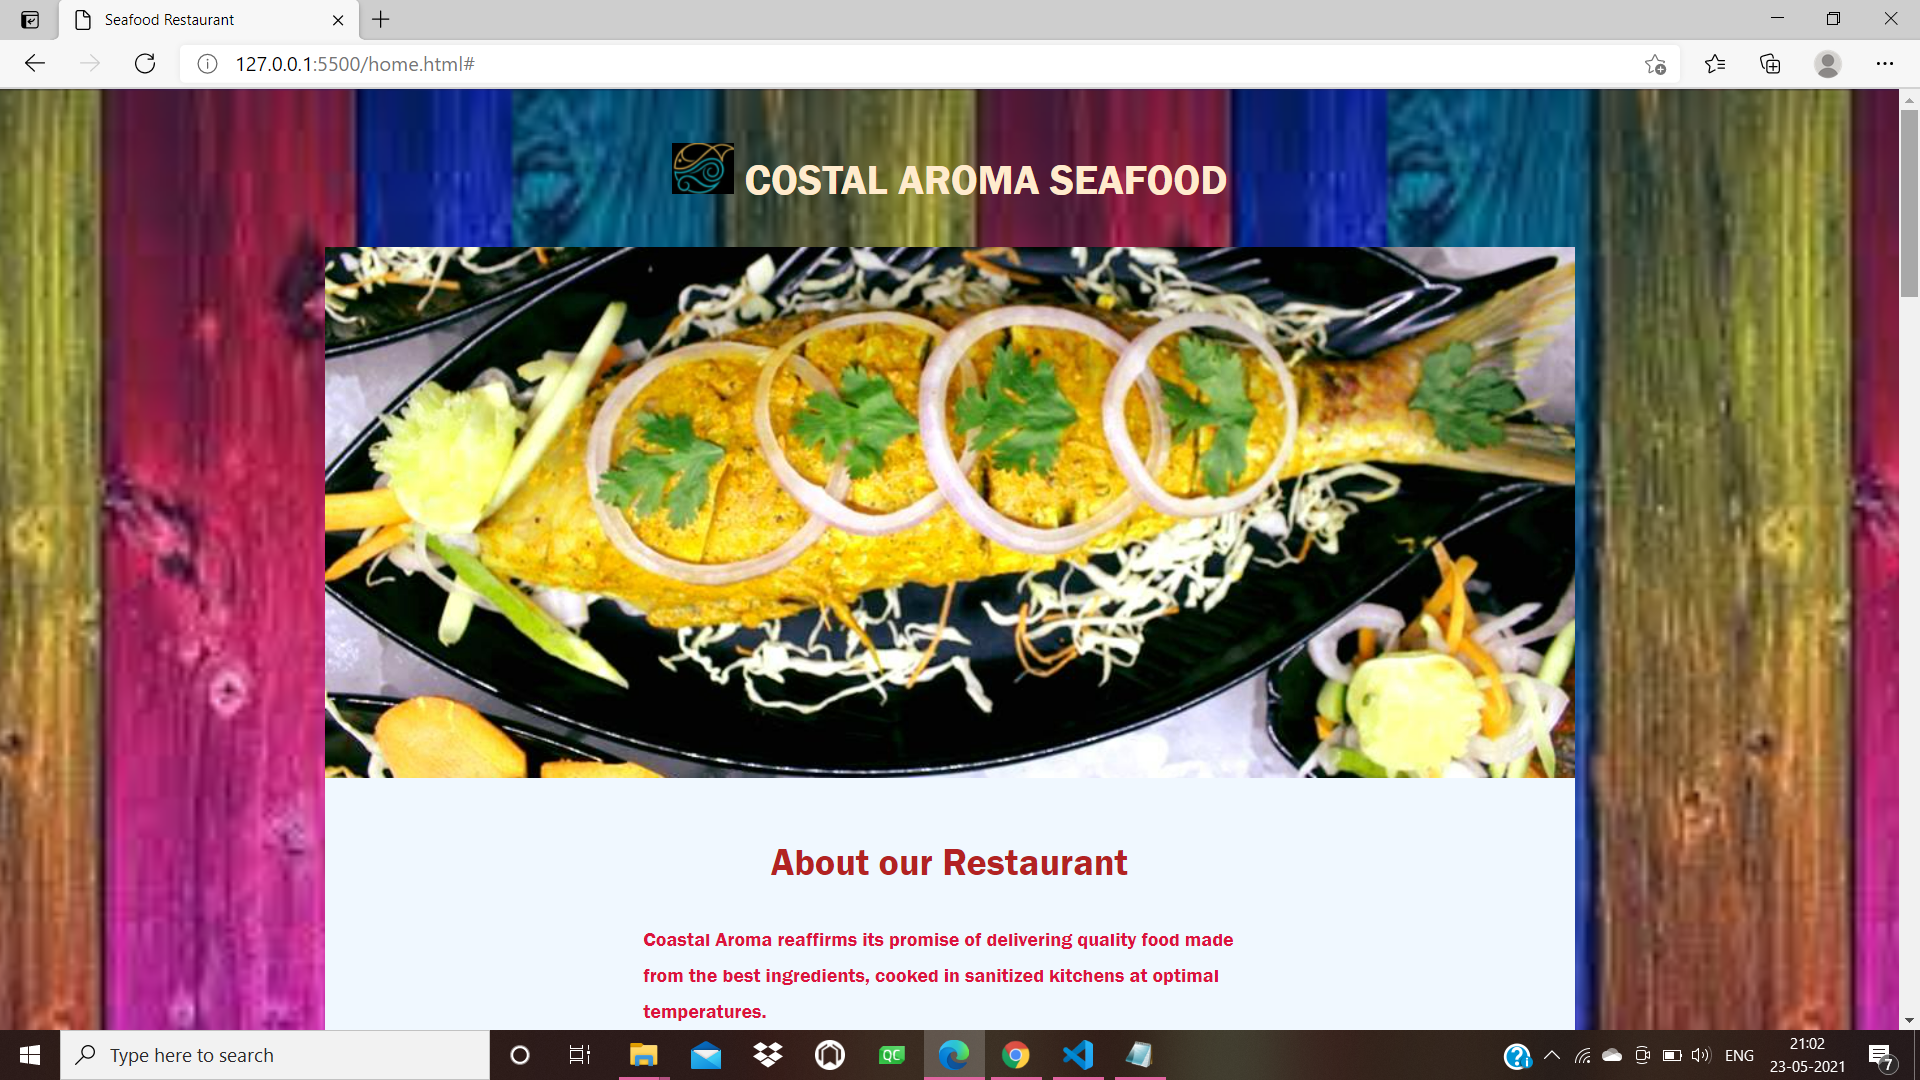 Seafood Restaurant
127.0.0.1:5500/home.html#
COSTAL AROMA SEAFOOD
About our Restaurant
Coastal Aroma reaffirms its promise of delivering quality food made
from the best ingredients, cooked in sanitized kitchens at optimal
temperatures.
Type here to search
QC
ENG
21:02
23-05-2021
7